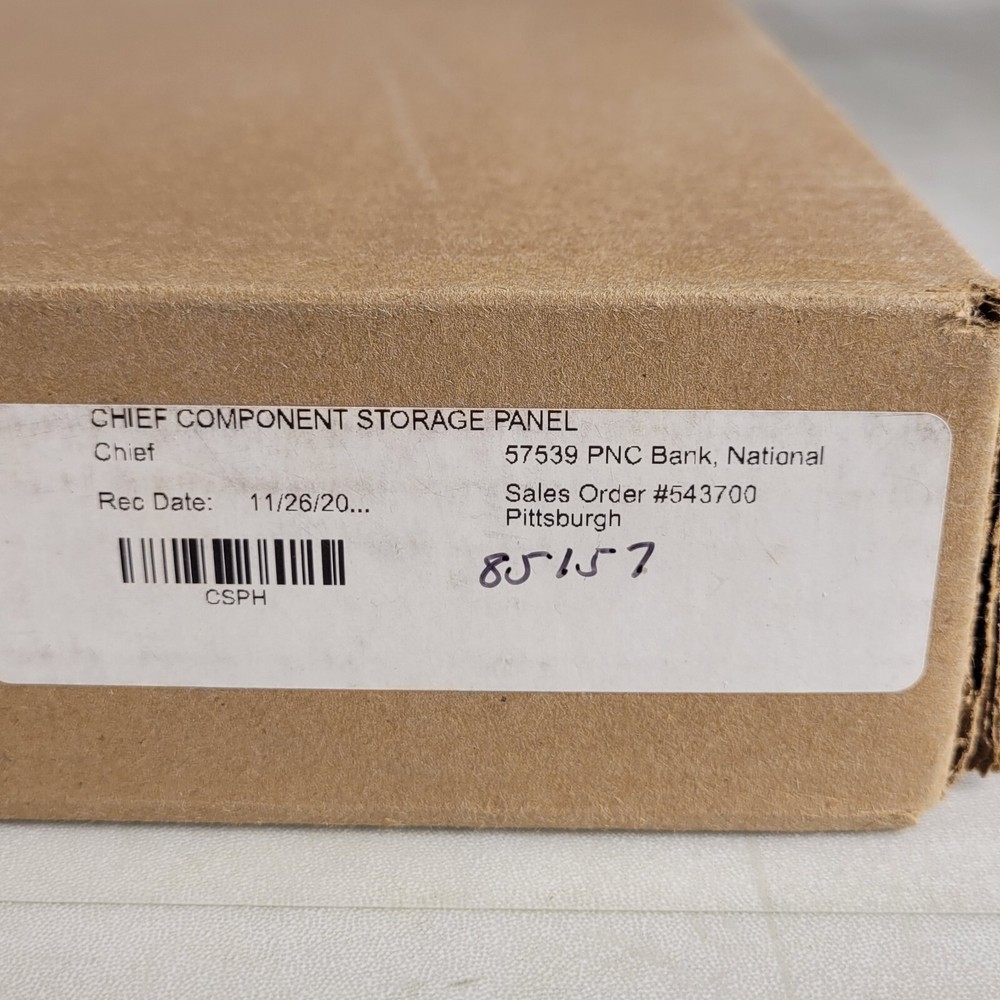 CHIEF COMPONENT STORAGE PANEL
Chief
57539 PNC Bank, National
Rec Date: 11/26/20...
Sales Order #543700
Pittsburgh
85157
CSPH